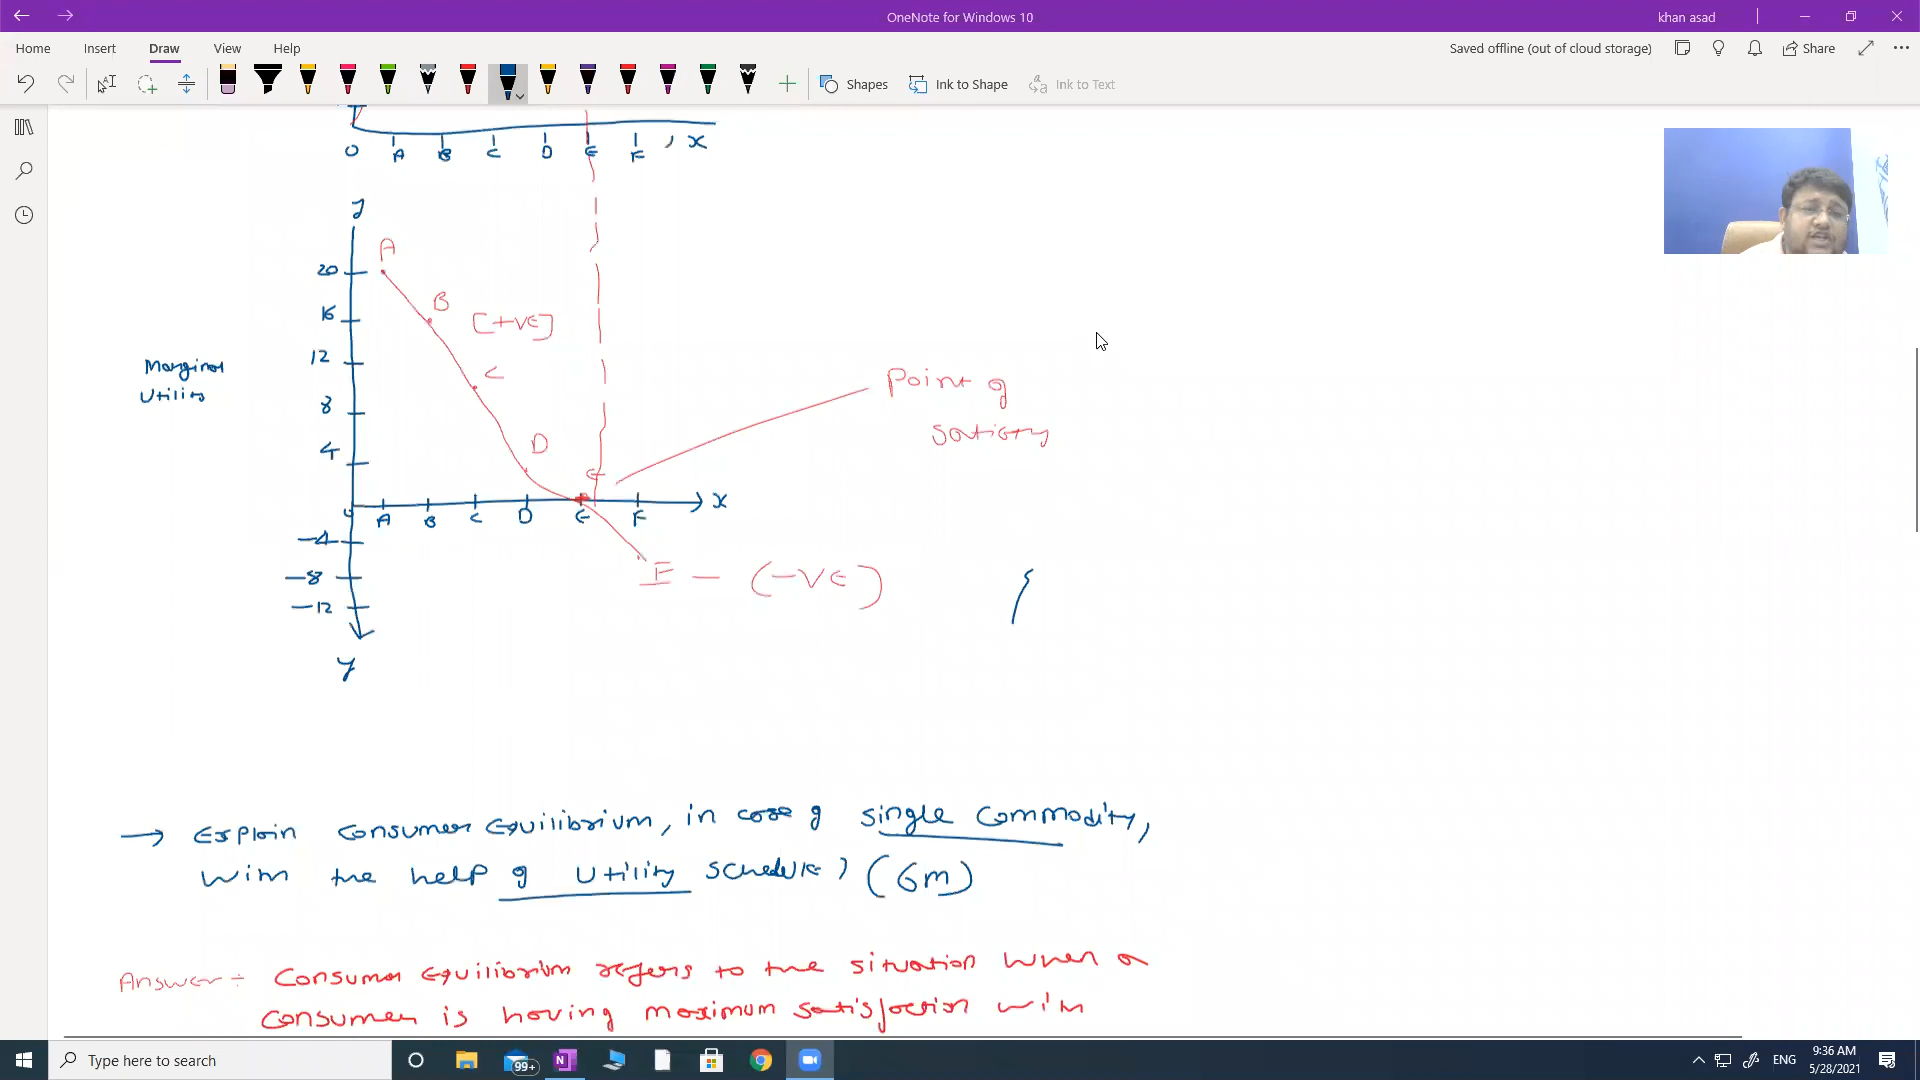 OneNote for Windows 10
khan asad
Home Insert Draw View Help
Saved offline (out of cloud storage)
Share
Shapes
Ink to Shape
Ink to Text
O A B C D E F X
y
20
16
12
8
4
-4
-8
-12
y
Marginal
Utility
A
B
[+ve]
C
D
E
Point of
Satiety
O A B C D E F X
F - (-ve)
→ Explain Consumer Equilibrium, in case of single commodity,
with the help of Utility Schedule? (6m)
Answer ÷ Consumer Equilibrium refers to the situation when a
consumer is having maximum satisfaction with
Type here to search
99+
ENG
9:36 AM
5/28/2021